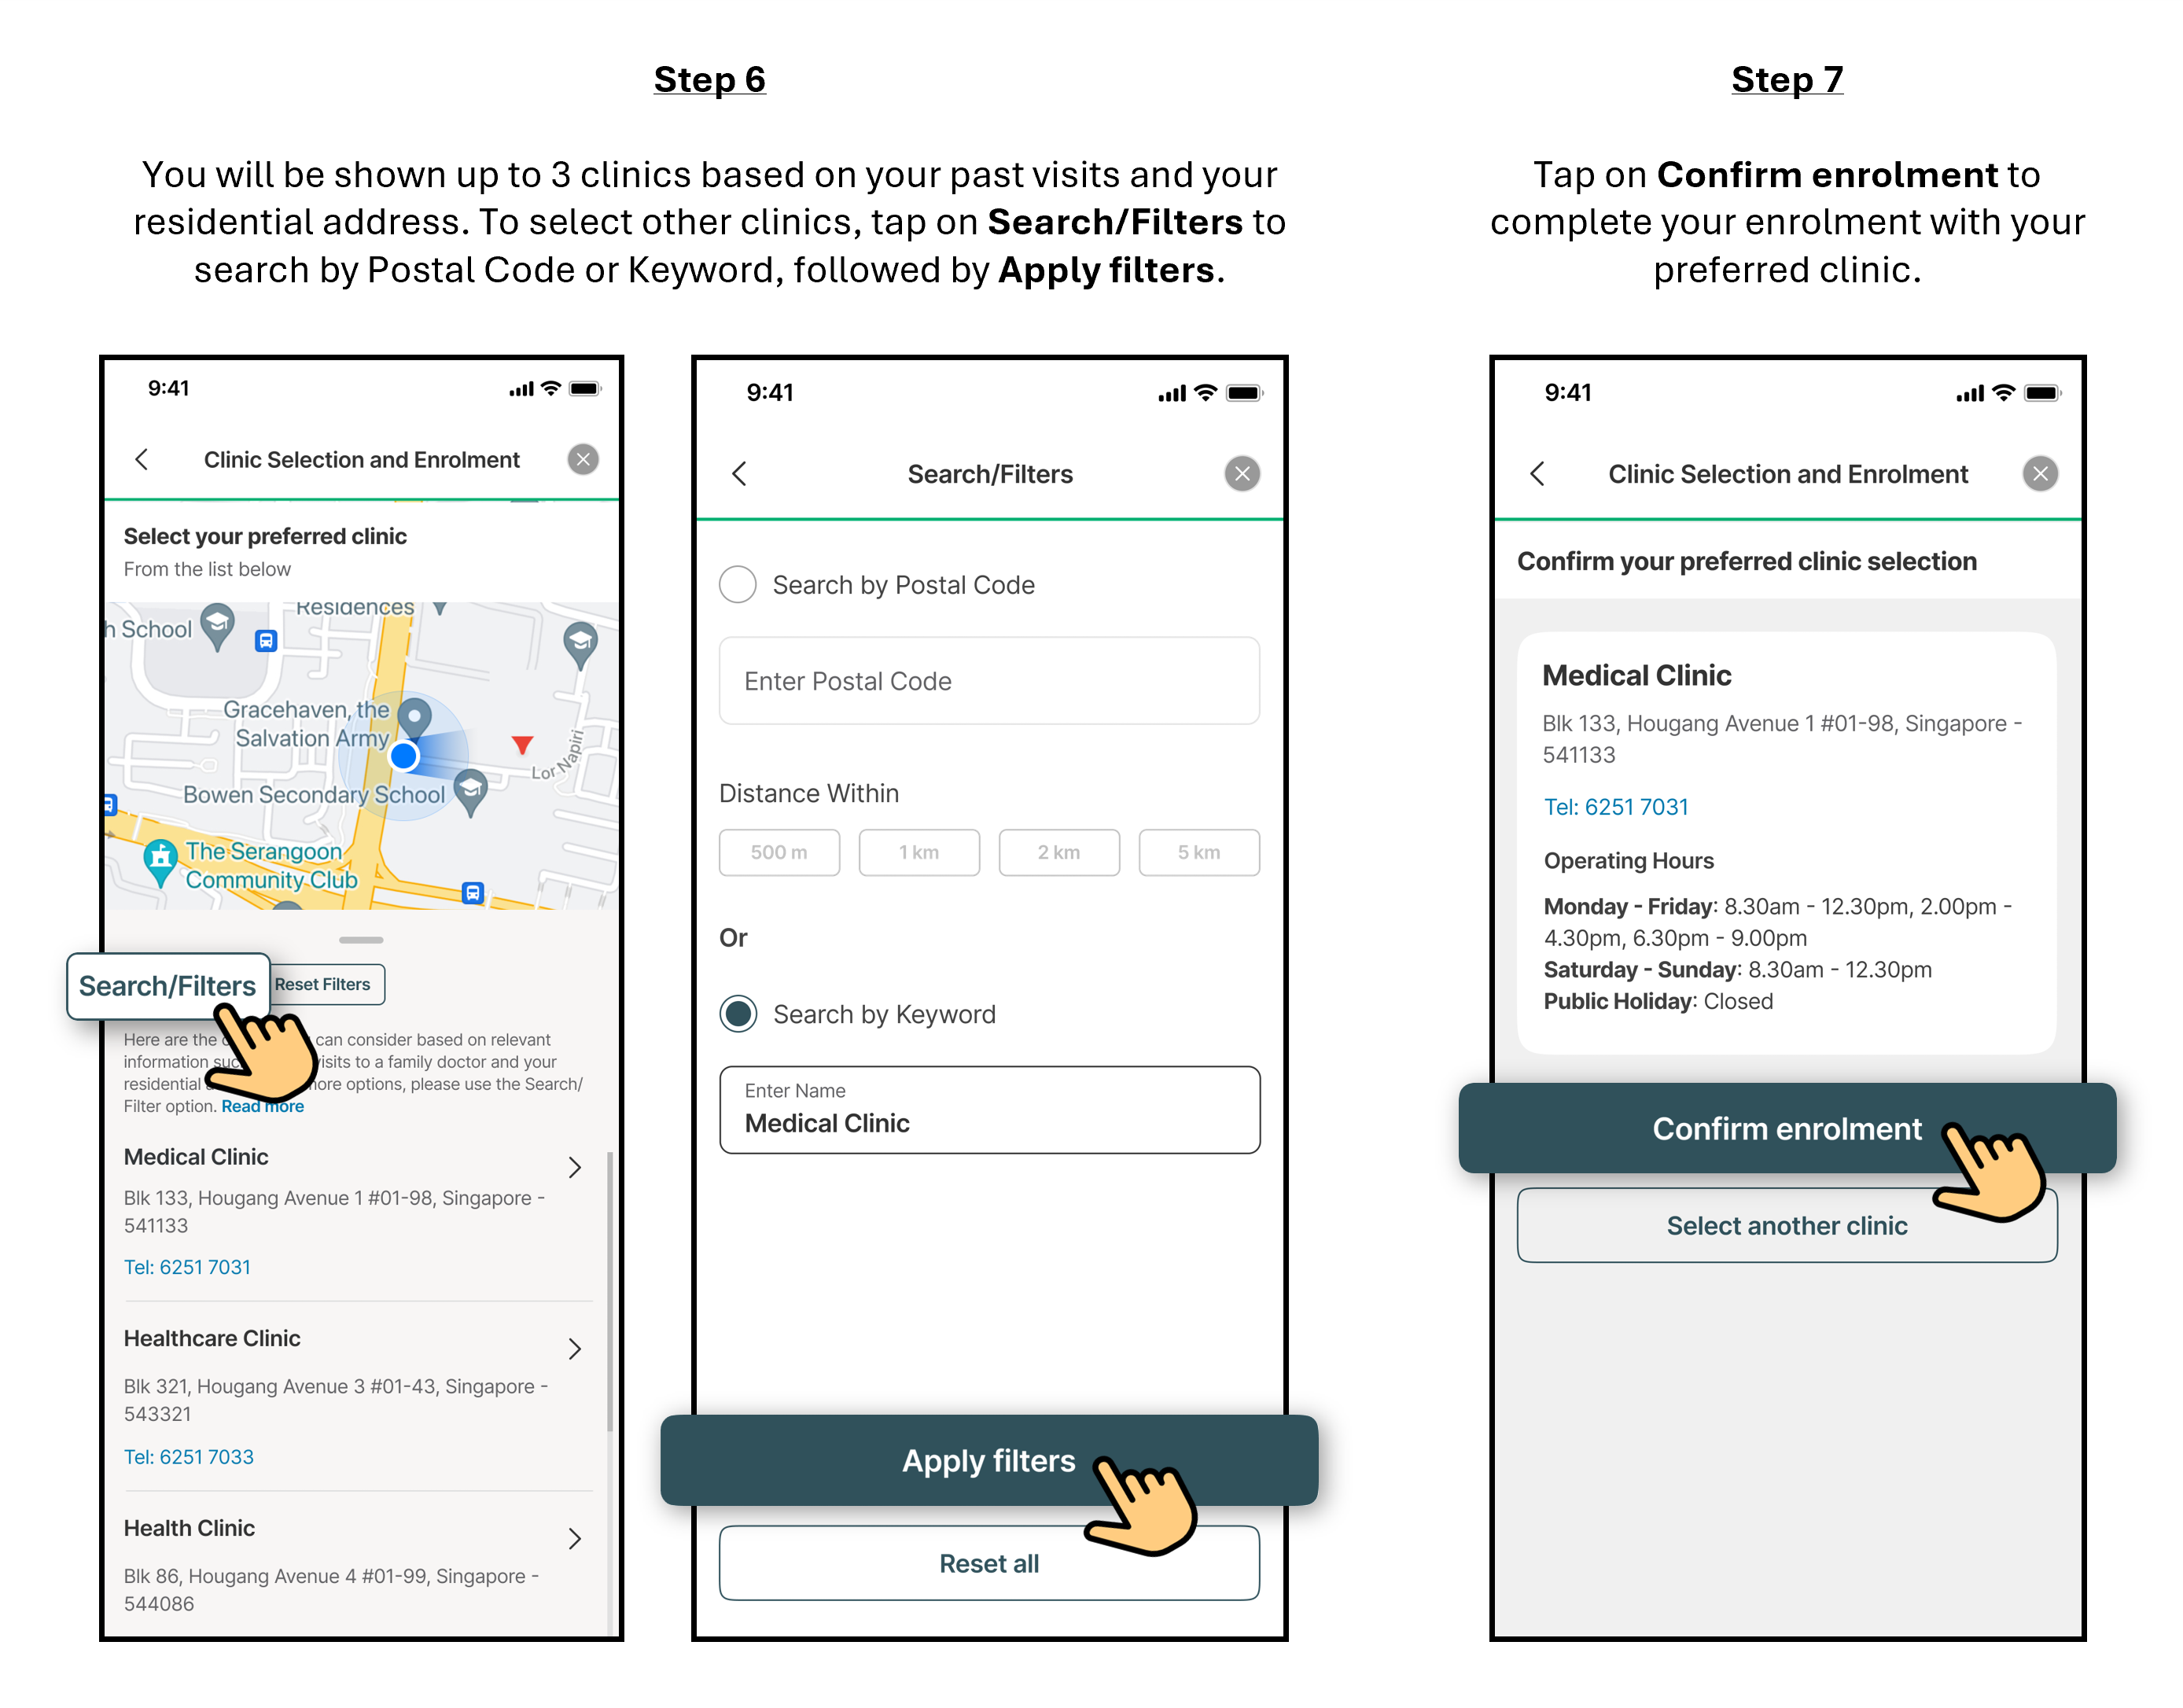 Step 6
You will be shown up to 3 clinics based on your past visits and your
residential address. To select other clinics, tap on Search/Filters to
search by Postal Code or Keyword, followed by Apply filters.
9:41
Clinic Selection and Enrolment
Select your preferred clinic
From the list below
Residences
h School
Gracehaven, the
Salvation Army
Lor Napiri
Bowen Secondary School
The Serangoon
Community Club
Search/Filters
Reset Filters
Here are the can consider based on relevant
information visits to a family doctor and your
residential more options, please use the Search/
Filter option. Read more
Medical Clinic
Blk 133, Hougang Avenue 1 #01-98, Singapore -
541133
Tel: 6251 7031
Healthcare Clinic
Blk 321, Hougang Avenue 3 #01-43, Singapore -
543321
Tel: 6251 7033
Health Clinic
Blk 86, Hougang Avenue 4 #01-99, Singapore -
544086
9:41
Search/Filters
Search by Postal Code
Enter Postal Code
Distance Within
500 m
1 km
2 km
5 km
Or
Search by Keyword
Enter Name
Medical Clinic
Apply filters
Reset all
Step 7
Tap on Confirm enrolment to
complete your enrolment with your
preferred clinic.
9:41
Clinic Selection and Enrolment
Confirm your preferred clinic selection
Medical Clinic
Blk 133, Hougang Avenue 1 #01-98, Singapore -
541133
Tel: 6251 7031
Operating Hours
Monday - Friday: 8.30am - 12.30pm, 2.00pm -
4.30pm, 6.30pm - 9.00pm
Saturday - Sunday: 8.30am - 12.30pm
Public Holiday: Closed
Confirm enrolment
Select another clinic